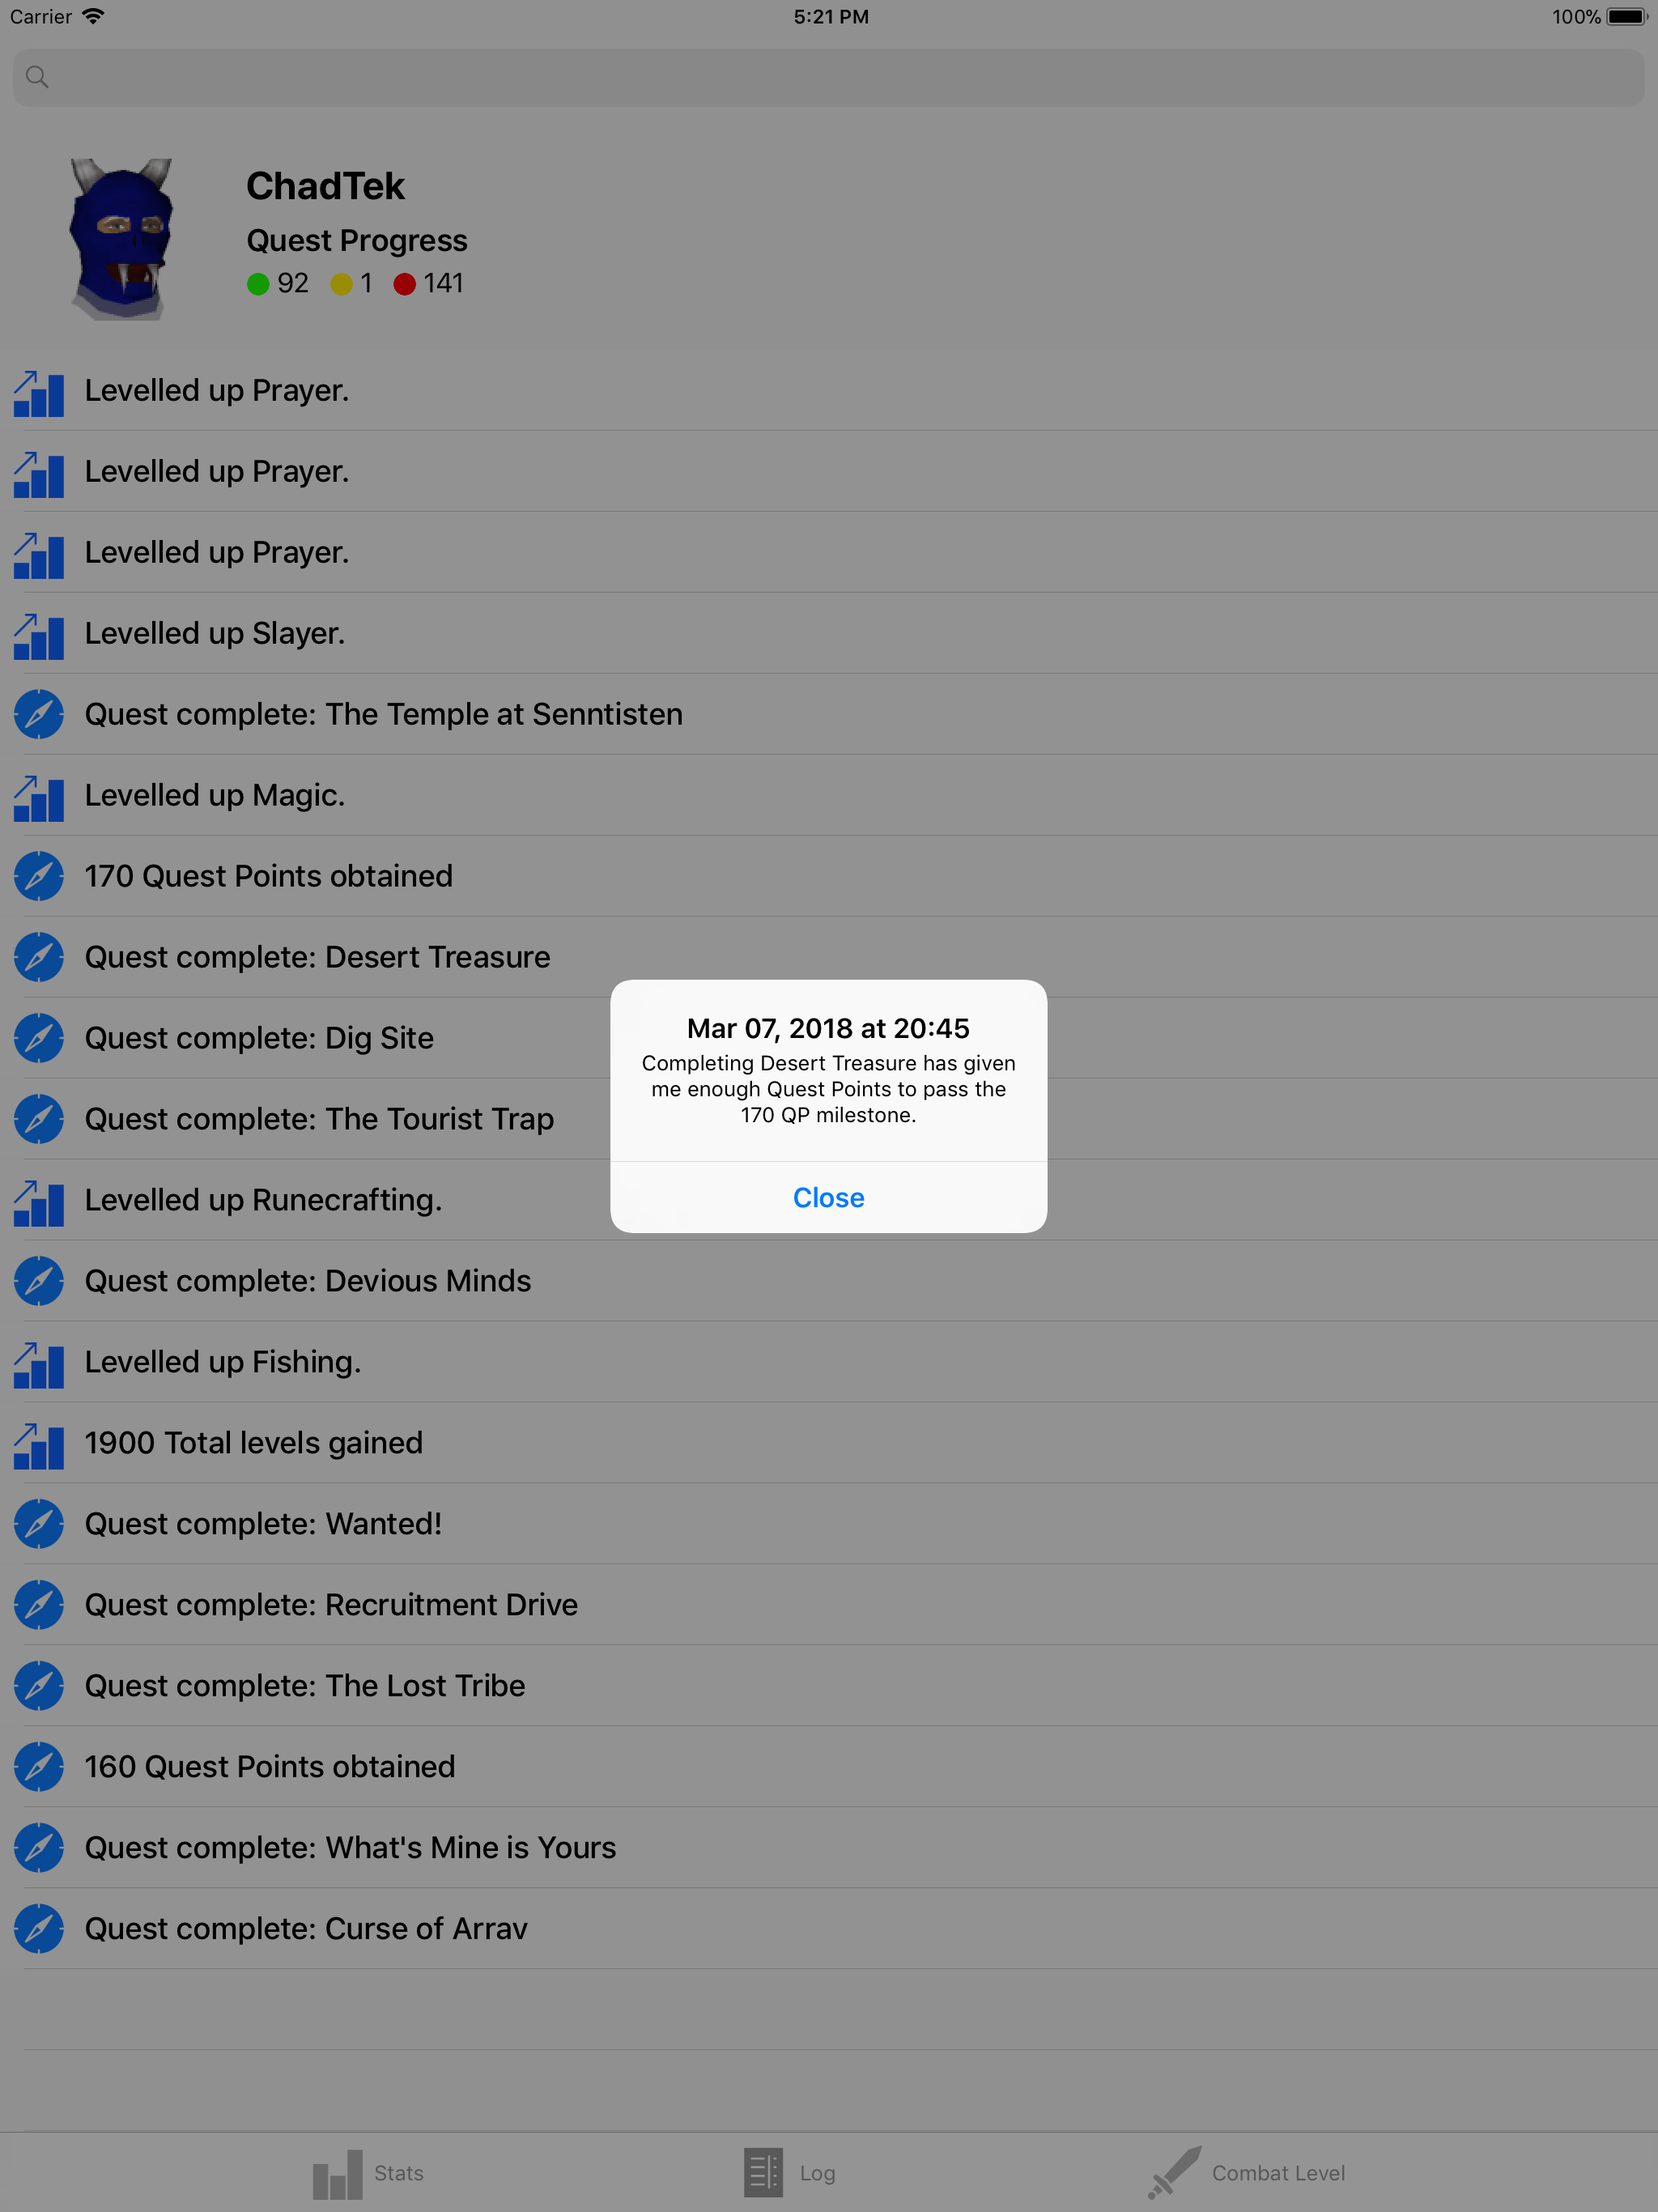 Carrier 5:21 PM 100%
ChadTek
Quest Progress
92 1 141
Levelled up Prayer.
Levelled up Prayer.
Levelled up Prayer.
Levelled up Slayer.
Quest complete: The Temple at Senntisten
Levelled up Magic.
170 Quest Points obtained
Quest complete: Desert Treasure
Quest complete: Dig Site
Quest complete: The Tourist Trap
Levelled up Runecrafting.
Quest complete: Devious Minds
Levelled up Fishing.
1900 Total levels gained
Quest complete: Wanted!
Quest complete: Recruitment Drive
Quest complete: The Lost Tribe
160 Quest Points obtained
Quest complete: What's Mine is Yours
Quest complete: Curse of Arrav
Mar 07, 2018 at 20:45
Completing Desert Treasure has given
me enough Quest Points to pass the
170 QP milestone.
Close
Stats Log Combat Level